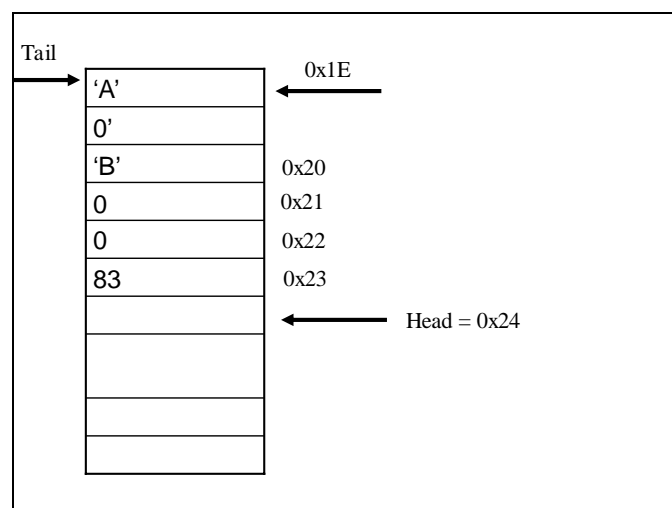 Tail
0x1E
‘A’
0’
‘B’ 0x20
0 0x21
0 0x22
83 0x23
Head = 0x24